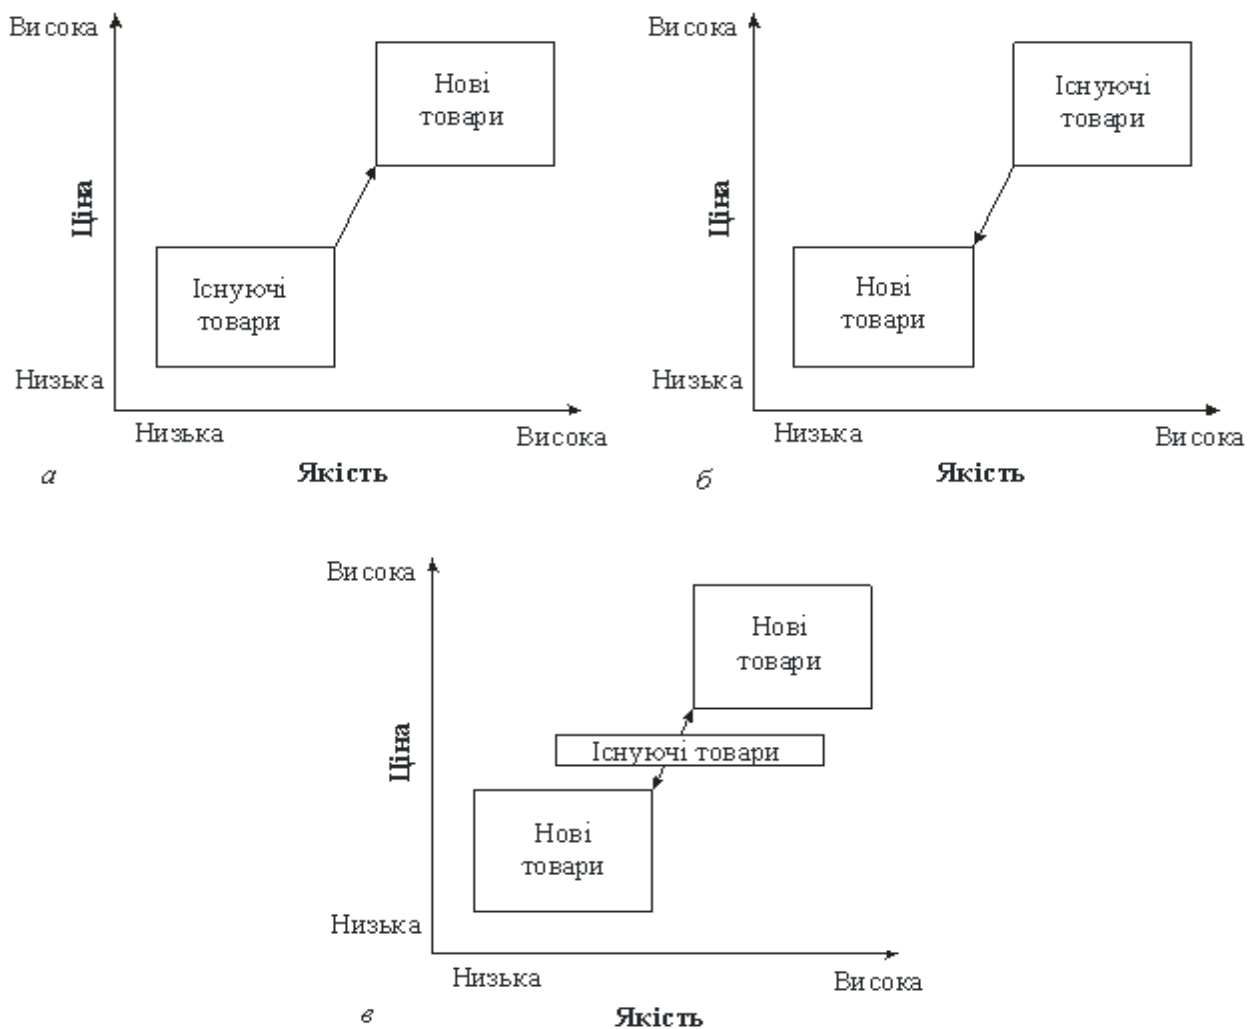 Висока
Нові
товари
Ціна
Існуючі
товари
Низька
Низька
Висока
а
Якість
Висока
Існуючі
товари
Ціна
Нові
товари
Низька
Низька
Висока
б
Якість
Висока
Нові
товари
Ціна
Існуючі товари
Нові
товари
Низька
Низька
Висока
в
Якість